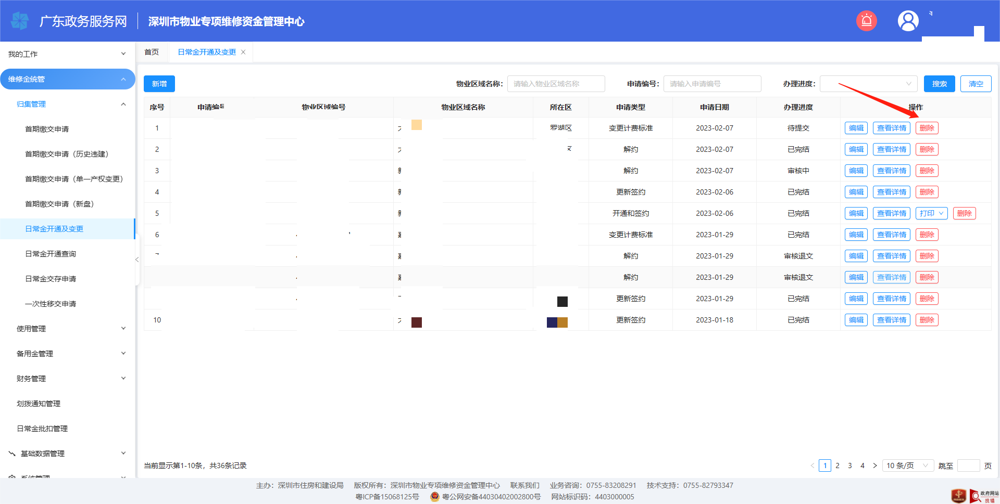 广东政务服务网
深圳市物业专项维修资金管理中心
我的工作
维修金统管
归集管理
首期缴交申请
首期缴交申请（历史违建）
首期缴交申请（单一产权变更）
首期缴交申请（新盘）
日常金开通及变更
日常金开通查询
日常金交存申请
一次性移交申请
使用管理
备用金管理
财务管理
划拨通知管理
日常金批扣管理
基础数据管理
系统管理
首页 日常金开通及变更
新增 物业区域名称： 请输入物业区域名称 申请编号： 请输入申请编号 办理进度： 搜索 清空
序号 申请编号 物业区域编号 物业区域名称 所在区 申请类型 申请日期 办理进度 操作
1 罗湖区 变更计费标准 2023-02-07 待提交 编辑 查看详情 删除
2 区 解约 2023-02-07 已完结 编辑 查看详情 删除
3 解约 2023-02-07 审核中 编辑 查看详情 删除
4 更新签约 2023-02-06 已完结 编辑 查看详情 删除
5 开通和签约 2023-02-06 已完结 编辑 查看详情 打印 删除
6 变更计费标准 2023-01-29 已完结 编辑 查看详情 删除
解约 2023-01-29 审核退文 编辑 查看详情 删除
解约 2023-01-29 审核退文 编辑 查看详情 删除
更新签约 2023-01-29 已完结 编辑 查看详情 删除
10 更新签约 2023-01-18 已完结 编辑 查看详情 删除
当前显示第1-10条，共36条记录 < 1 2 3 4 > 10 条/页 跳至 页
主办：深圳市住房和建设局 版权所有：深圳市物业专项维修资金管理中心 联系我们 业务咨询：0755-83208291 技术支持：0755-82793347
粤ICP备15068125号 粤公网安备44030402002800号 网站标识码：4403000005
政府网站
找错